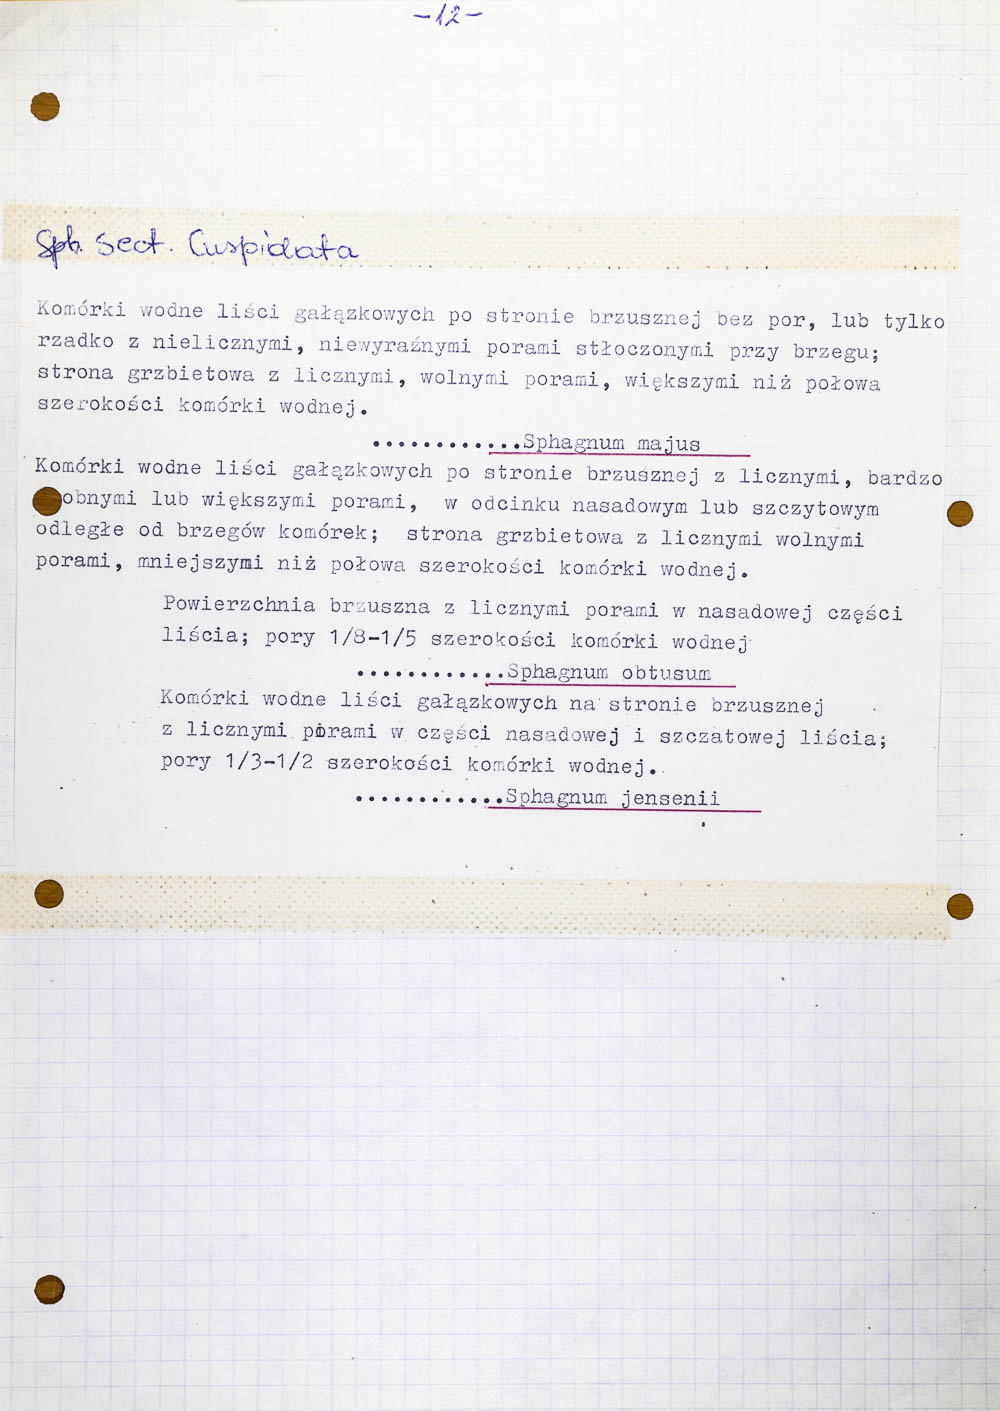 -12-
Sph. Sect. Cuspidata
Komórki wodne liści gałązkowych po stronie brzusznej bez por, lub tylko
rzadko z nielicznymi, niewyraźnymi porami stłoczonymi przy brzegu;
strona grzbietowa z licznymi, wolnymi porami, większymi niż połowa
szerokości komórki wodnej.
............Sphagnum majus
Komórki wodne liści gałązkowych po stronie brzusznej z licznymi, bardzo
obnymi lub większymi porami, w odcinku nasadowym lub szczytowym
odległe od brzegów komórek; strona grzbietowa z licznymi wolnymi
porami, mniejszymi niż połowa szerokości komórki wodnej.
Powierzchnia brzuszna z licznymi porami w nasadowej części
liścia; pory 1/8-1/5 szerokości komórki wodnej
............Sphagnum obtusum
Komórki wodne liści gałązkowych na stronie brzusznej
z licznymi porami w części nasadowej i szczatowej liścia;
pory 1/3-1/2 szerokości komórki wodnej.
............Sphagnum jensenii